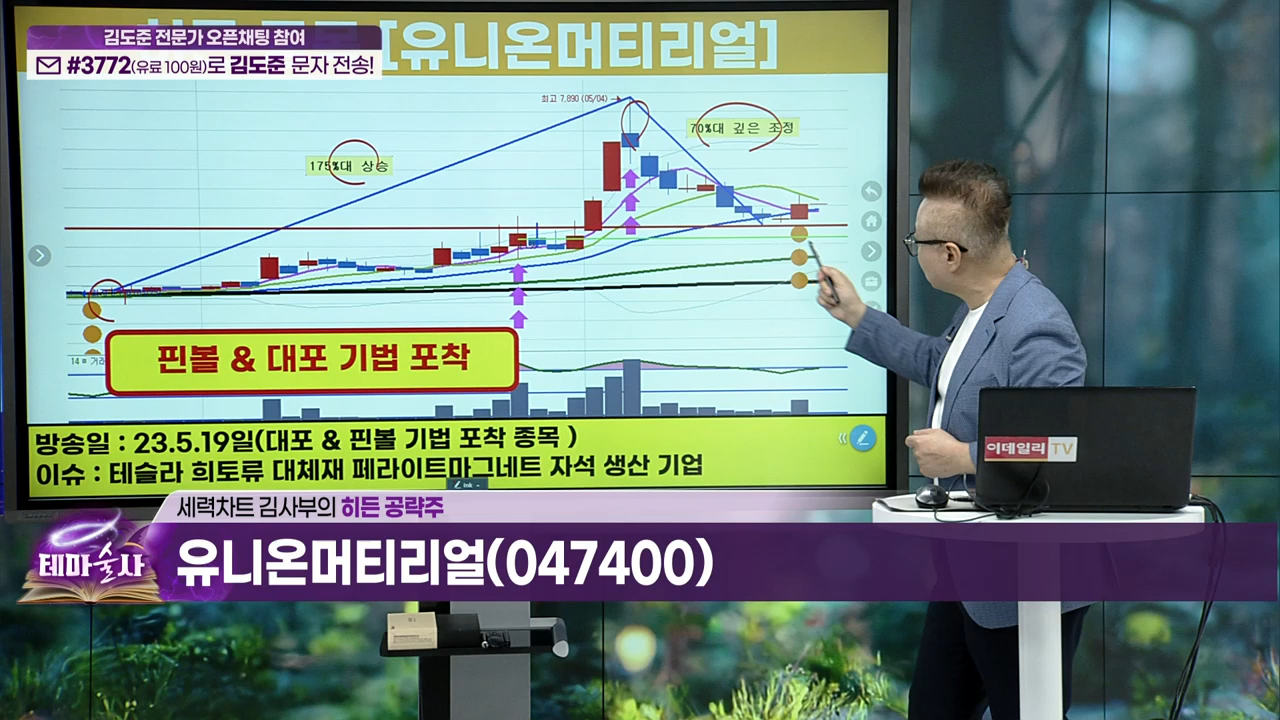 김도준 전문가 오픈채팅 참여
#3772(유료 100원)로 김도준 문자 전송!
[유니온머티리얼]
최고 7,890 (05/04)
70%대 깊은 조정
175%대 상승
14
핀볼 & 대포 기법 포착
방송일 : 23.5.19일(대포 & 핀볼 기법 포착 종목 )
이슈 : 테슬라 희토류 대체재 페라이트마그네트 자석 생산 기업
Ink
이데일리 TV
세력차트 김사부의 히든 공략주
테마술사
유니온머티리얼(047400)